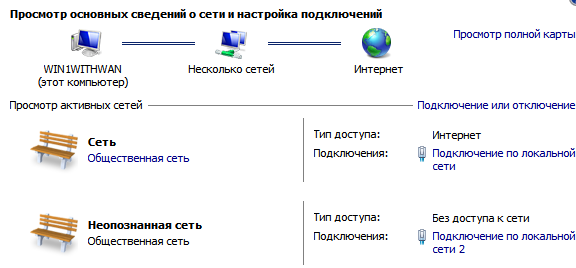 Просмотр основных сведений о сети и настройка подключений
Просмотр полной карты
WIN1WITHWAN
(этот компьютер)
Несколько сетей
Интернет
Просмотр активных сетей
Подключение или отключение
Сеть
Общественная сеть
Тип доступа: Интернет
Подключения: Подключение по локальной
сети
Неопознанная сеть
Общественная сеть
Тип доступа: Без доступа к сети
Подключения: Подключение по локальной
сети 2